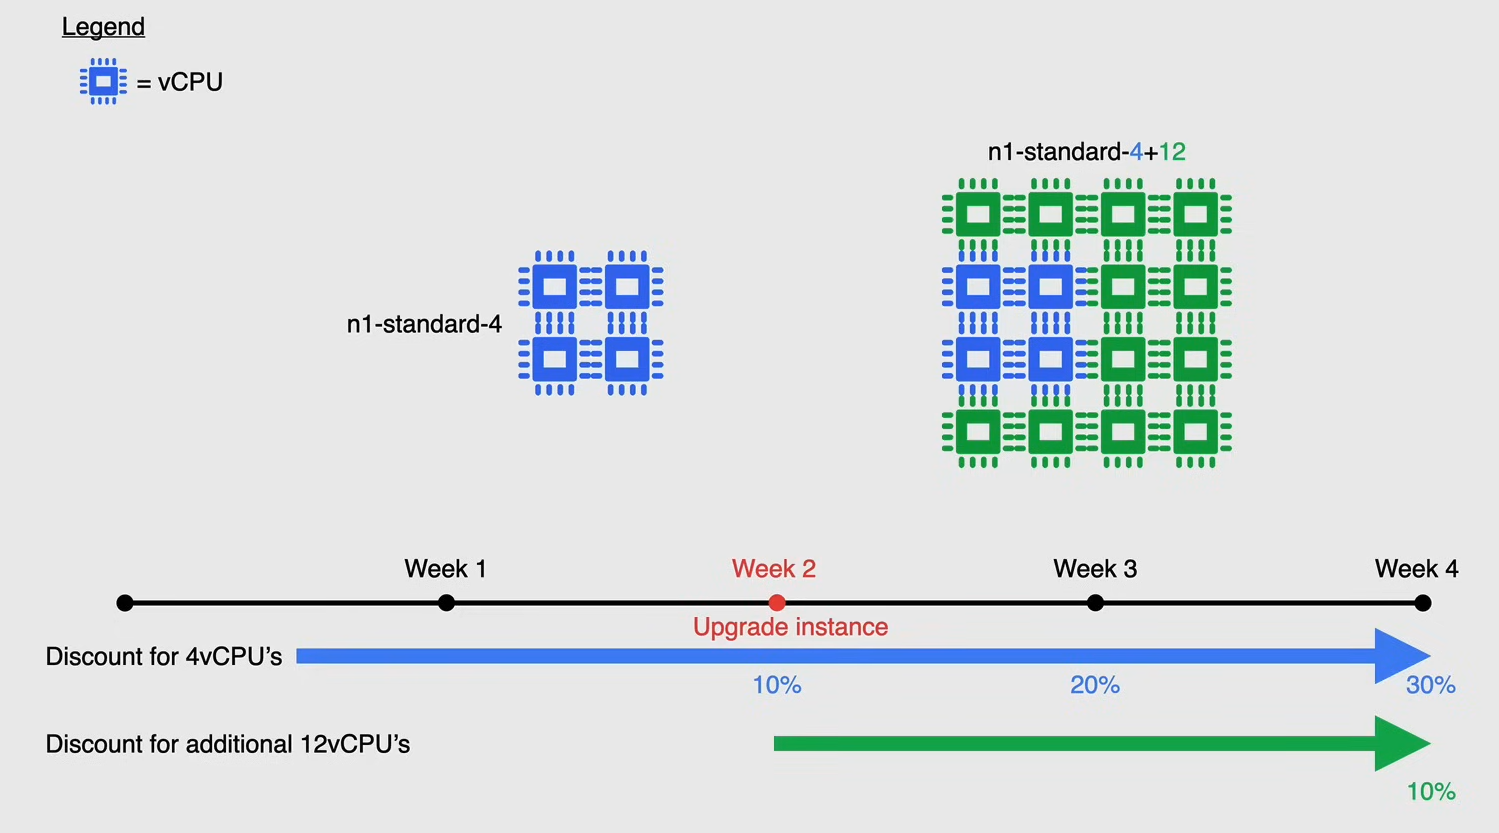 Legend
= vCPU
n1-standard-4+12
n1-standard-4
Week 1
Week 2
Week 3
Week 4
Upgrade instance
Discount for 4vCPU’s
10%
20%
30%
Discount for additional 12vCPU’s
10%